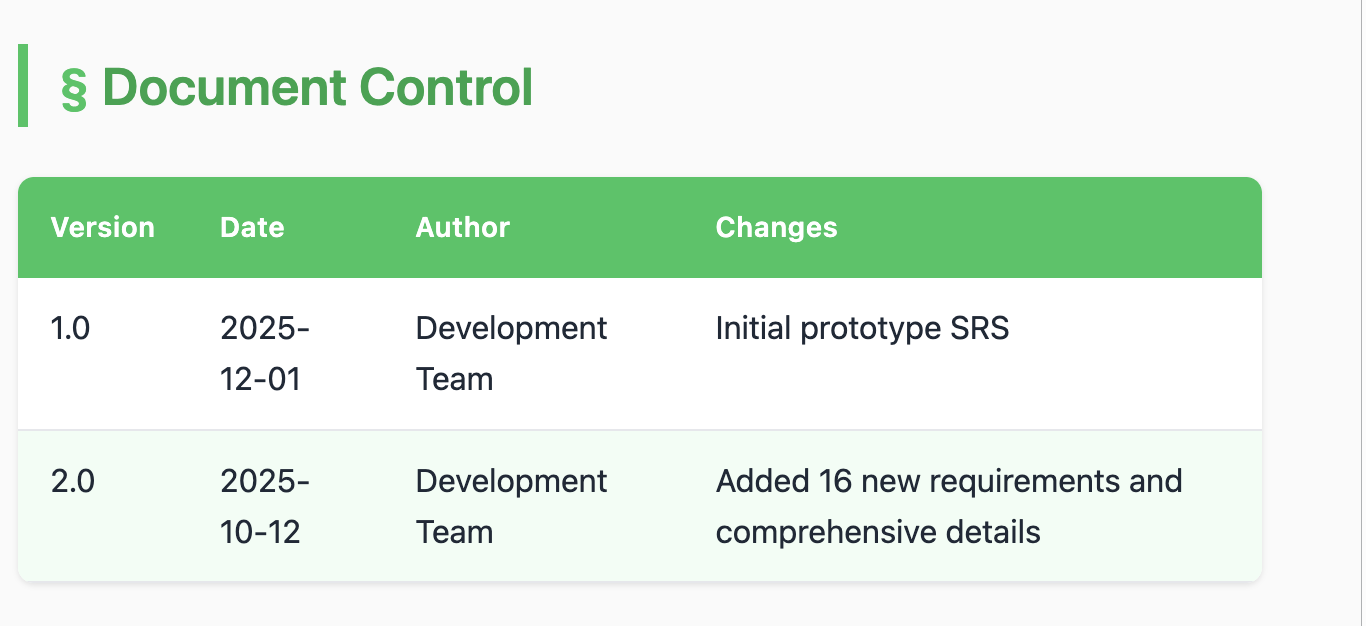 § Document Control
Version Date Author Changes
1.0 2025- Development Initial prototype SRS
12-01 Team
2.0 2025- Development Added 16 new requirements and
10-12 Team comprehensive details